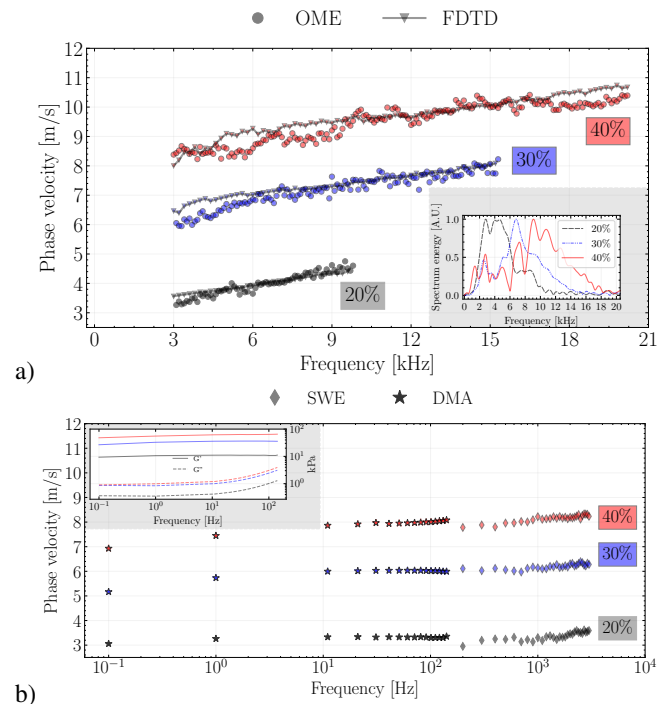 OME FDTD
12
11
10
9
8
7
6
5
4
3
Phase velocity [m/s]
40%
30%
20%
1.0
0.5
0.0
Spectrum energy [A.U.]
20%
30%
40%
0 2 4 6 8 10 12 14 16 18 20
Frequency [kHz]
0 3 6 9 12 15 18 21
Frequency [kHz]
a)
SWE DMA
12
11
10
9
8
7
6
5
4
3
Phase velocity [m/s]
G'
G''
10² 
10¹
10⁰
kPa
10⁻¹ 10⁰ 10¹ 10²
Frequency [Hz]
40%
30%
20%
10⁻¹ 10⁰ 10¹ 10² 10³ 10⁴
Frequency [Hz]
b)